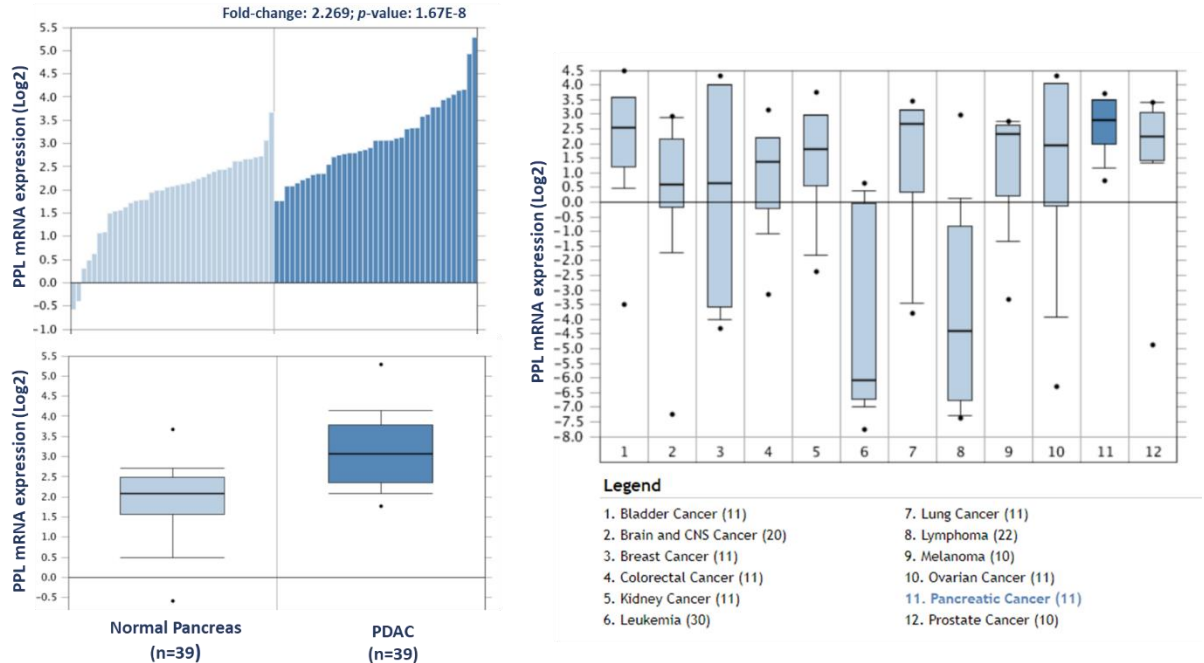 Fold-change: 2.269; p-value: 1.67E-8
PPL mRNA expression (Log2)
5.5
5.0
4.5
4.0
3.5
3.0
2.5
2.0
1.5
1.0
0.5
0.0
−0.5
−1.0
PPL mRNA expression (Log2)
5.5
5.0
4.5
4.0
3.5
3.0
2.5
2.0
1.5
1.0
0.5
0.0
−0.5
Normal Pancreas
(n=39)
PDAC
(n=39)
PPL mRNA expression (Log2)
4.5
3.5
3.0
2.5
2.0
1.5
0.5
0.0
−1.0
−1.5
−2.0
−2.5
−3.0
−3.5
−4.0
−4.5
−5.0
−5.5
−6.0
−6.5
−7.0
−7.5
−8.0
1 2 3 4 5 6 7 8 9 10 11 12
Legend
1. Bladder Cancer (11)
2. Brain and CNS Cancer (20)
3. Breast Cancer (11)
4. Colorectal Cancer (11)
5. Kidney Cancer (11)
6. Leukemia (30)
7. Lung Cancer (11)
8. Lymphoma (22)
9. Melanoma (10)
10. Ovarian Cancer (11)
11. Pancreatic Cancer (11)
12. Prostate Cancer (10)